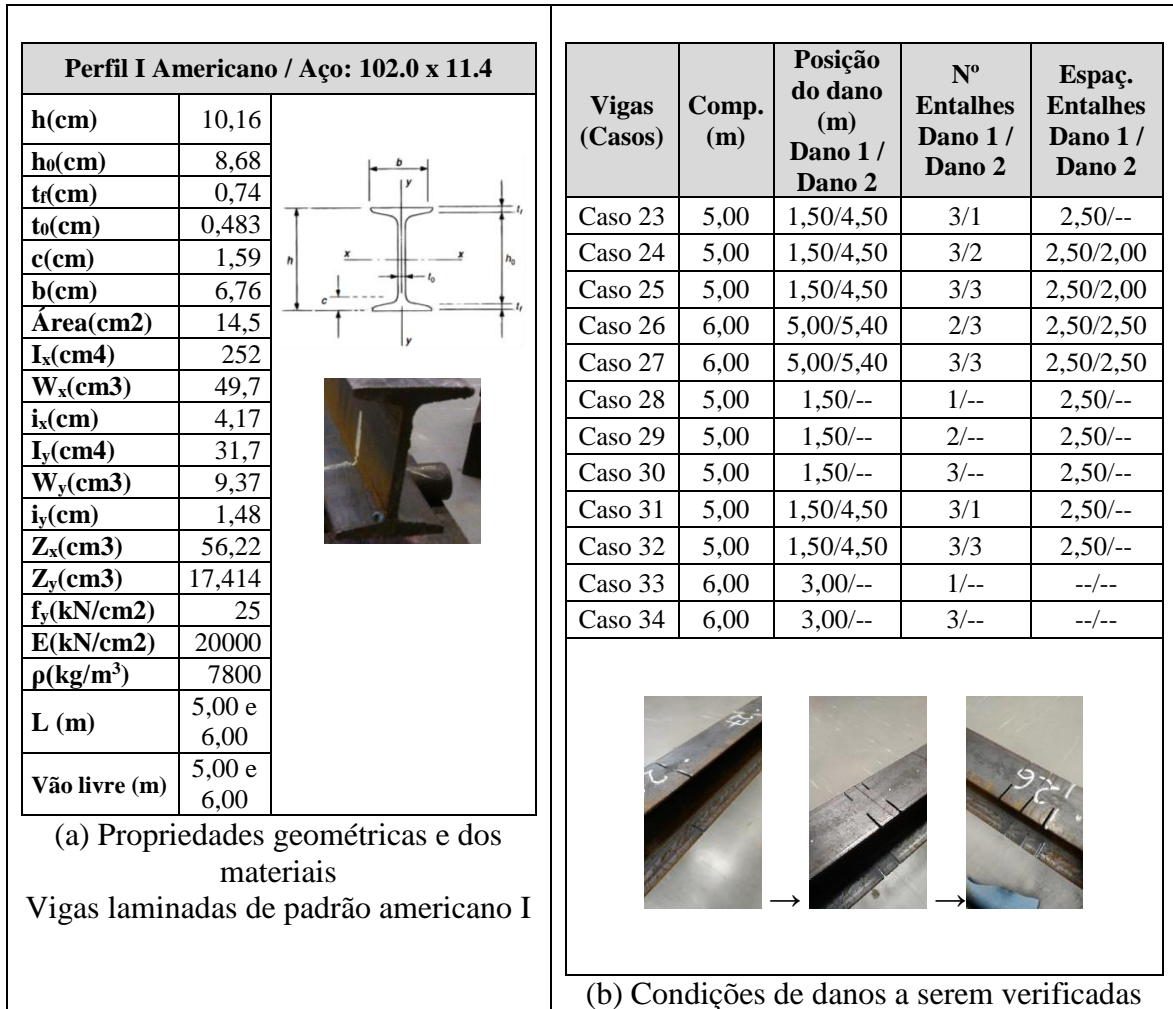 Perfil I Americano / Aço: 102.0 x 11.4
h(cm) 10,16
h0(cm) 8,68
tf(cm) 0,74
t0(cm) 0,483
c(cm) 1,59
b(cm) 6,76
Área(cm2) 14,5
Ix(cm4) 252
Wx(cm3) 49,7
ix(cm) 4,17
Iy(cm4) 31,7
Wy(cm3) 9,37
iy(cm) 1,48
Zx(cm3) 56,22
Zy(cm3) 17,414
fy(kN/cm2) 25
E(kN/cm2) 20000
ρ(kg/m³) 7800
L (m) 5,00 e
6,00
Vão livre (m) 5,00 e
6,00
b
y
tf
h
x
x
t0
h0
c
tf
y
(a) Propriedades geométricas e dos
materiais
Vigas laminadas de padrão americano I
Vigas
(Casos)
Comp.
(m)
Posição
do dano
(m)
Dano 1 /
Dano 2
Nº
Entalhes
Dano 1 /
Dano 2
Espaç.
Entalhes
Dano 1 /
Dano 2
Caso 23 5,00 1,50/4,50 3/1 2,50/--
Caso 24 5,00 1,50/4,50 3/2 2,50/2,00
Caso 25 5,00 1,50/4,50 3/3 2,50/2,00
Caso 26 6,00 5,00/5,40 2/3 2,50/2,50
Caso 27 6,00 5,00/5,40 3/3 2,50/2,50
Caso 28 5,00 1,50/-- 1/-- 2,50/--
Caso 29 5,00 1,50/-- 2/-- 2,50/--
Caso 30 5,00 1,50/-- 3/-- 2,50/--
Caso 31 5,00 1,50/4,50 3/1 2,50/--
Caso 32 5,00 1,50/4,50 3/3 2,50/--
Caso 33 6,00 3,00/-- 1/-- --/--
Caso 34 6,00 3,00/-- 3/-- --/--
→ →
(b) Condições de danos a serem verificadas